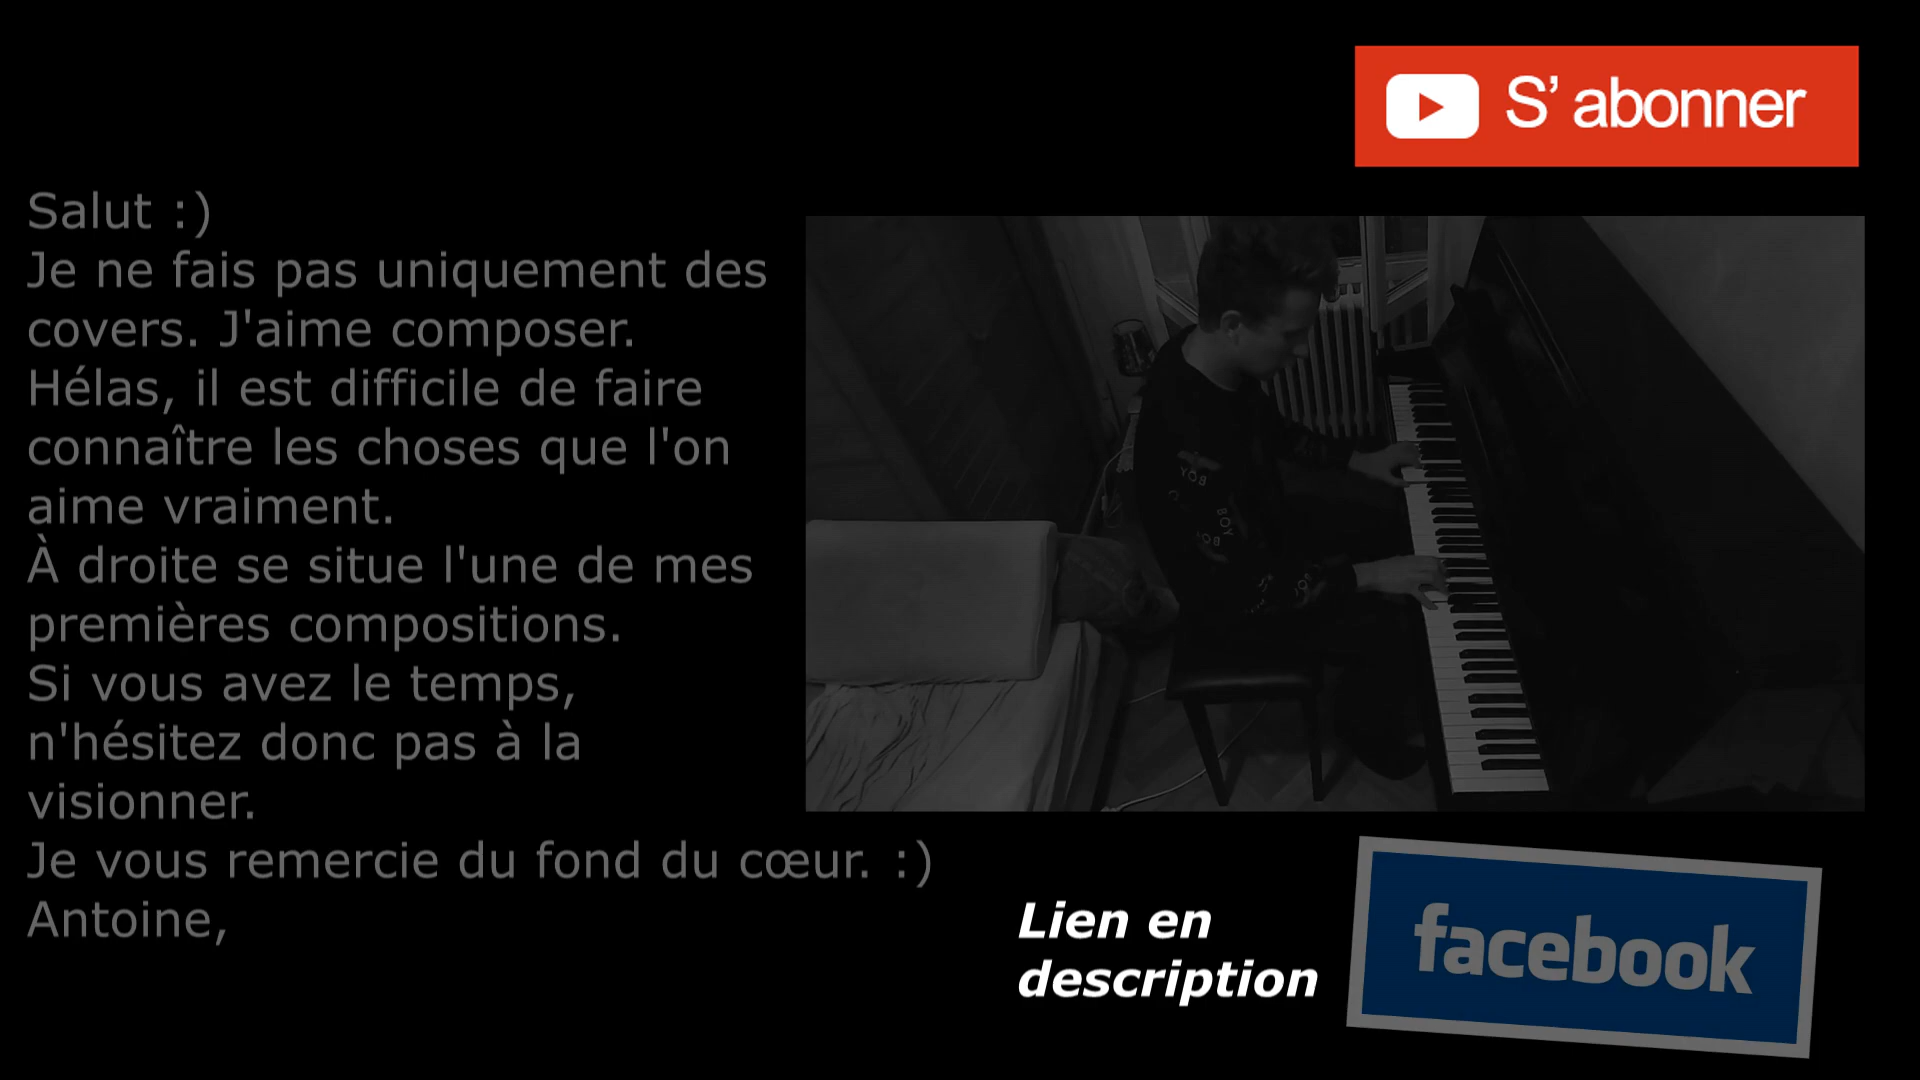 S' abonner
Salut :)
Je ne fais pas uniquement des
covers. J'aime composer.
Hélas, il est difficile de faire
connaître les choses que l'on
aime vraiment.
À droite se situe l'une de mes
premières compositions.
Si vous avez le temps,
n'hésitez donc pas à la
visionner.
Je vous remercie du fond du cœur. :)
Antoine,
BOY
BOY
Lien en
description
facebook